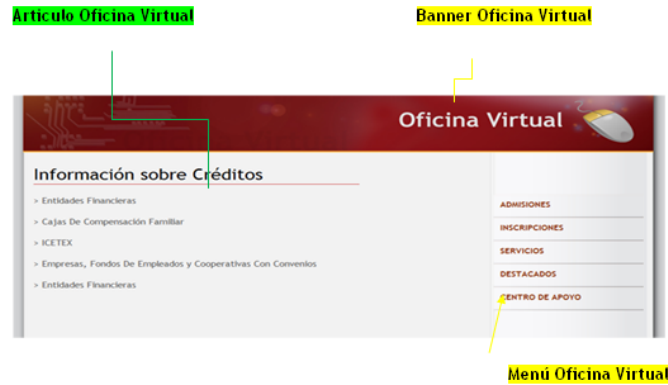 Articulo Oficina Virtual
Banner Oficina Virtual
Oficina Virtual
Información sobre Créditos
> Entidades Financieras
> Cajas De Compensación Familiar
> ICETEX
> Empresas, Fondos De Empleados y Cooperativas Con Convenios
> Entidades Financieras
ADMISIONES
INSCRIPCIONES
SERVICIOS
DESTACADOS
CENTRO DE APOYO
Menú Oficina Virtual